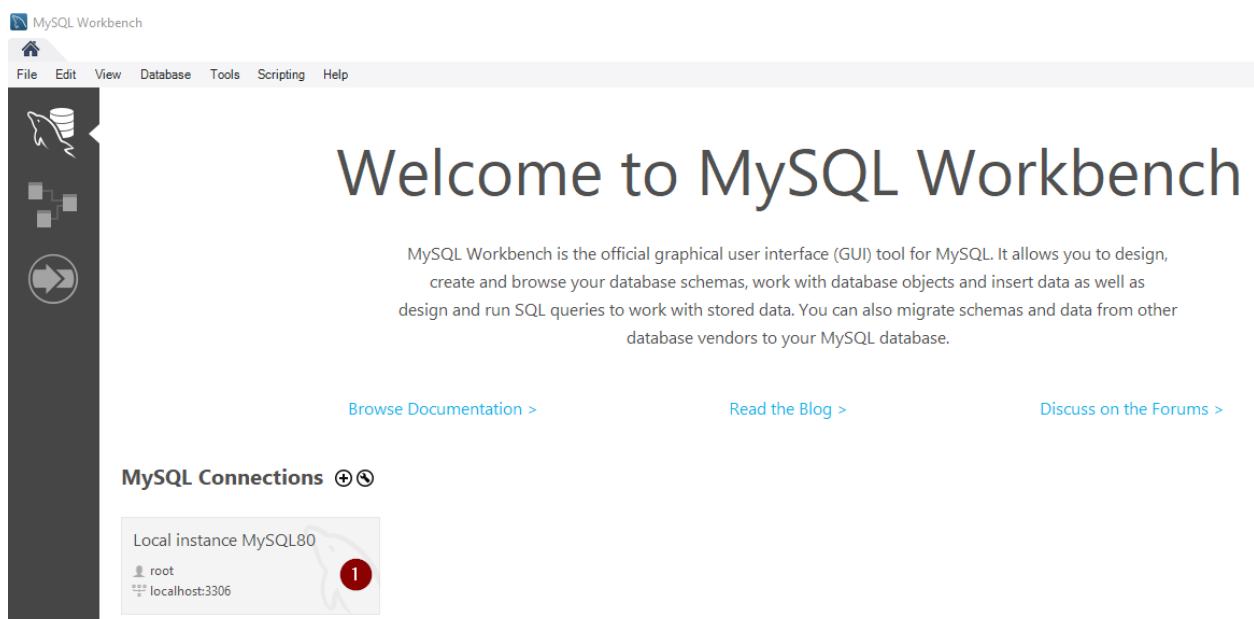 MySQL Workbench
File Edit View Database Tools Scripting Help
Welcome to MySQL Workbench
MySQL Workbench is the official graphical user interface (GUI) tool for MySQL. It allows you to design,
create and browse your database schemas, work with database objects and insert data as well as
design and run SQL queries to work with stored data. You can also migrate schemas and data from other
database vendors to your MySQL database.
Browse Documentation > Read the Blog > Discuss on the Forums >
MySQL Connections
Local instance MySQL80
root
1
localhost:3306